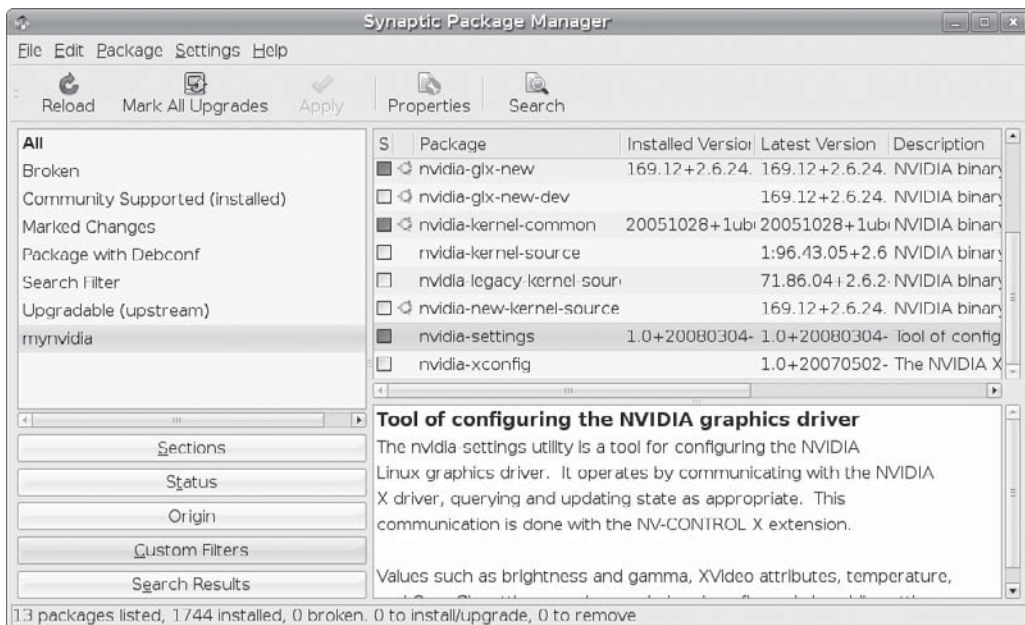 Synaptic Package Manager
File Edit Package Settings Help
Reload Mark All Upgrades Apply Properties Search
All
Broken
Community Supported (installed)
Marked Changes
Package with Debconf
Search Filter
Upgradable (upstream)
mynvidia
Sections
Status
Origin
Custom Filters
Search Results
S Package Installed Version Latest Version Description
nvidia-glx-new 169.12+2.6.24. 169.12+2.6.24. NVIDIA binary
nvidia-glx-new-dev 169.12+2.6.24. NVIDIA binary
nvidia-kernel-common 20051028+1ub 20051028+1ub NVIDIA binary
nvidia-kernel-source 1:96.43.05+2.6 NVIDIA binary
nvidia-legacy-kernel-sour 71.86.04+2.6.2 NVIDIA binary
nvidia-new-kernel-source 169.12+2.6.24. NVIDIA binary
nvidia-settings 1.0+20080304- 1.0+20080304- Tool of config
nvidia-xconfig 1.0+20070502- The NVIDIA X
Tool of configuring the NVIDIA graphics driver
The nvidia-settings utility is a tool for configuring the NVIDIA
Linux graphics driver. It operates by communicating with the NVIDIA
X driver, querying and updating state as appropriate. This
communication is done with the NV-CONTROL X extension.
Values such as brightness and gamma, XVideo attributes, temperature,
13 packages listed, 1744 installed, 0 broken. 0 to install/upgrade, 0 to remove